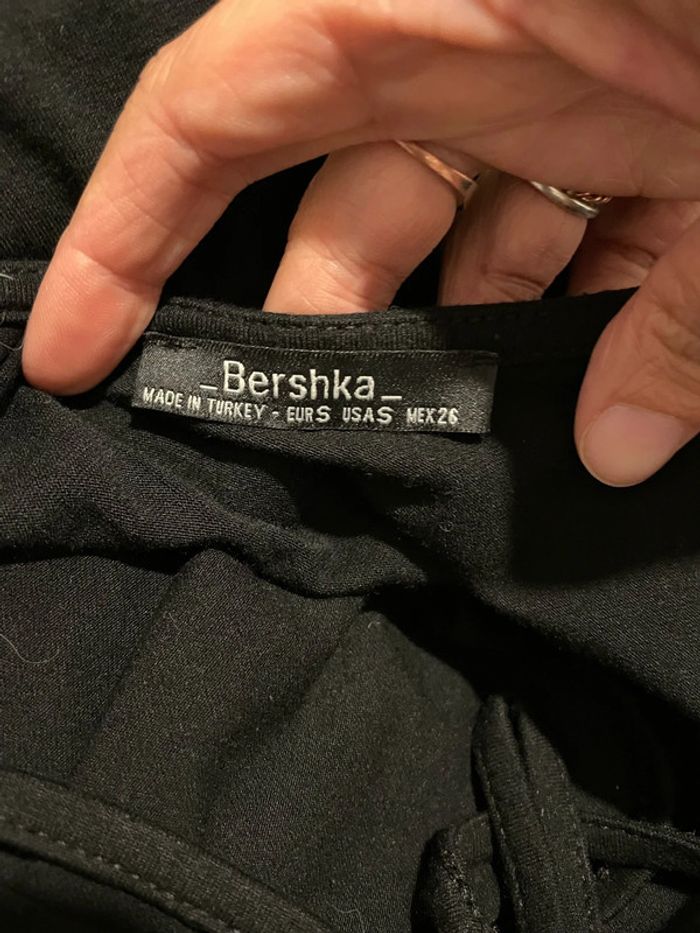 _Bershka_
MADE IN TURKEY - EUR S USA S MEX 26